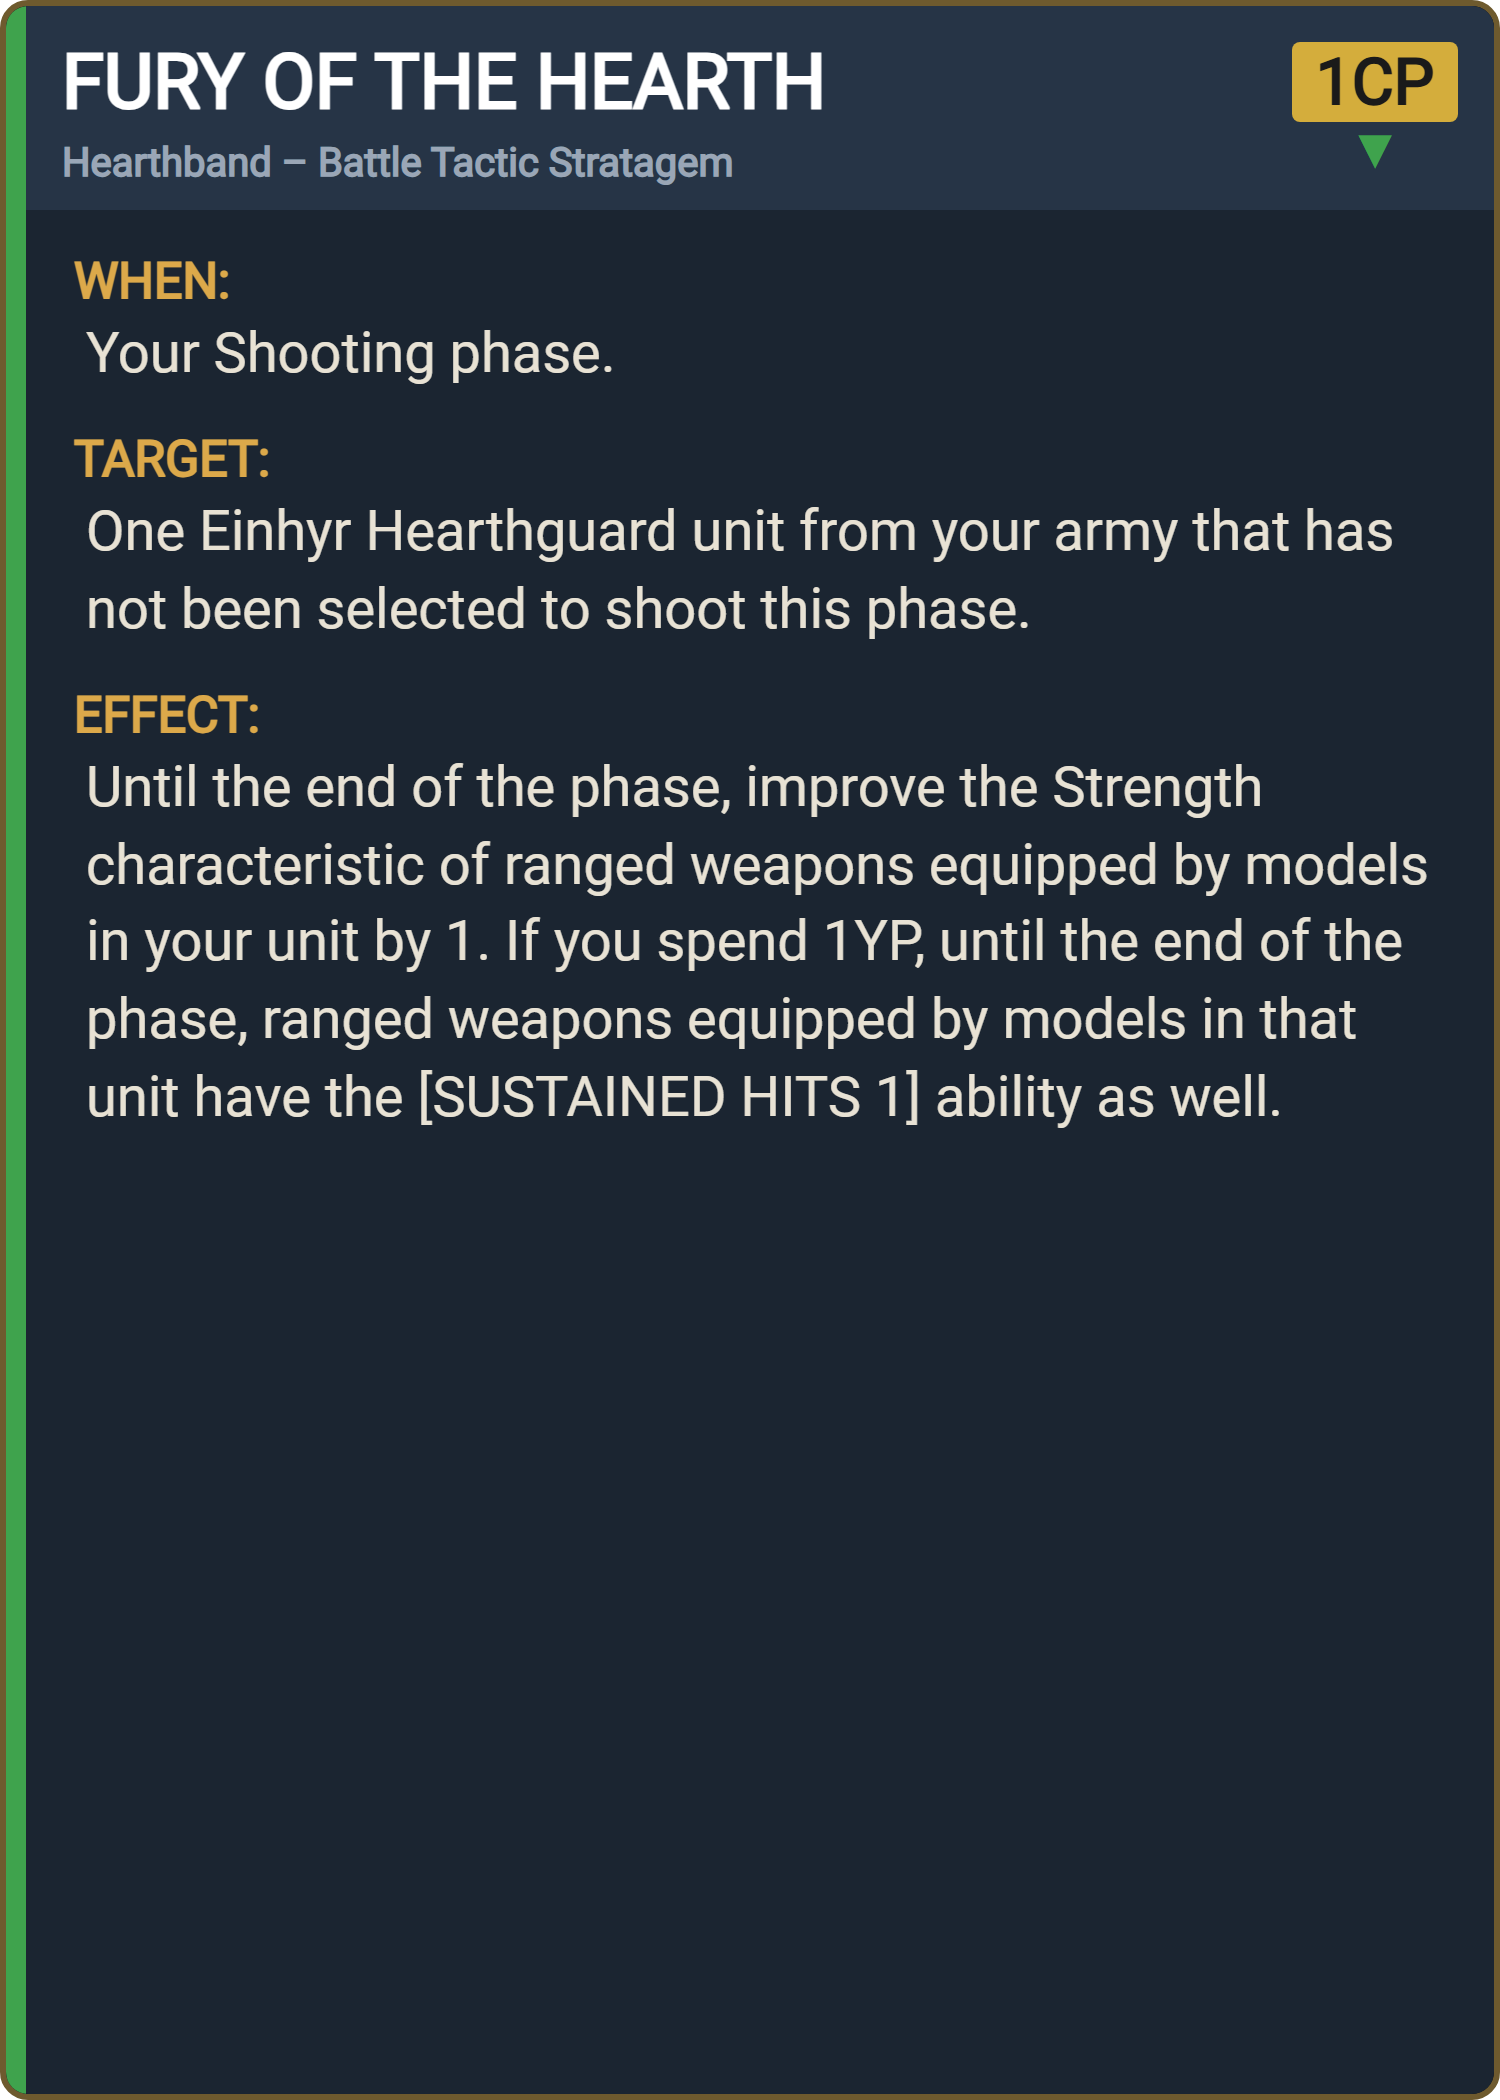 FURY OF THE HEARTH
1CP
Hearthband – Battle Tactic Stratagem
WHEN:
Your Shooting phase.
TARGET:
One Einhyr Hearthguard unit from your army that has
not been selected to shoot this phase.
EFFECT:
Until the end of the phase, improve the Strength
characteristic of ranged weapons equipped by models
in your unit by 1. If you spend 1YP, until the end of the
phase, ranged weapons equipped by models in that
unit have the [SUSTAINED HITS 1] ability as well.